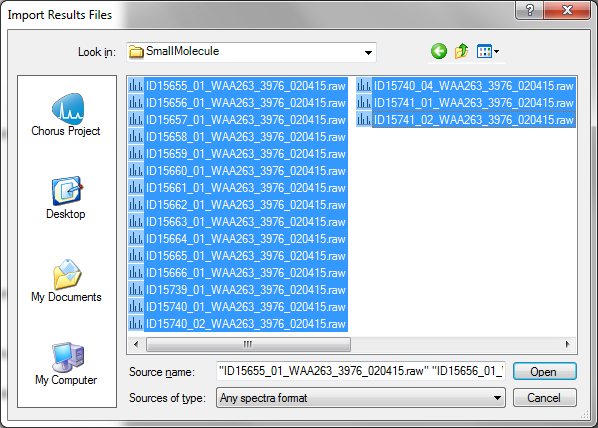 Import Results Files
Look in: SmallMolecule
Chorus Project
Desktop
My Documents
My Computer
ID15655_01_WAA263_3976_020415.raw
ID15656_01_WAA263_3976_020415.raw
ID15657_01_WAA263_3976_020415.raw
ID15658_01_WAA263_3976_020415.raw
ID15659_01_WAA263_3976_020415.raw
ID15660_01_WAA263_3976_020415.raw
ID15661_01_WAA263_3976_020415.raw
ID15662_01_WAA263_3976_020415.raw
ID15663_01_WAA263_3976_020415.raw
ID15664_01_WAA263_3976_020415.raw
ID15665_01_WAA263_3976_020415.raw
ID15666_01_WAA263_3976_020415.raw
ID15739_01_WAA263_3976_020415.raw
ID15740_01_WAA263_3976_020415.raw
ID15740_02_WAA263_3976_020415.raw
ID15740_04_WAA263_3976_020415.raw
ID15741_01_WAA263_3976_020415.raw
ID15741_02_WAA263_3976_020415.raw
Source name: "ID15655_01_WAA263_3976_020415.raw" "ID15656_01_ Open
Sources of type: Any spectra format Cancel